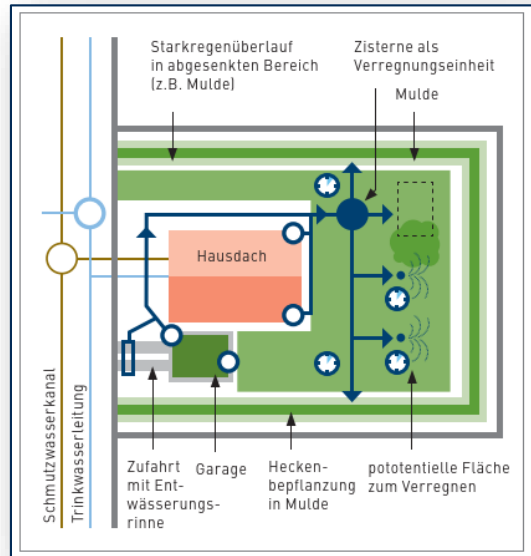 Starkregenüberlauf
in abgesenkten Bereich
(z.B. Mulde)
Zisterne als
Verregnungseinheit
Mulde
Hausdach
Schmutzwasserkanal
Trinkwasserleitung
Zufahrt
mit Ent-
wässerungs-
rinne
Garage
Hecken-
bepflanzung
in Mulde
pototentielle Fläche
zum Verregnen